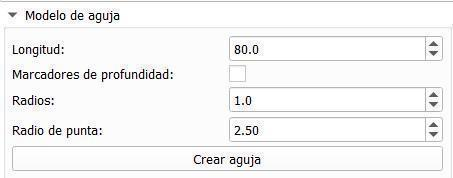 Modelo de aguja
Longitud: 80.0
Marcadores de profundidad:
Radios: 1.0
Radio de punta: 2.50
Crear aguja